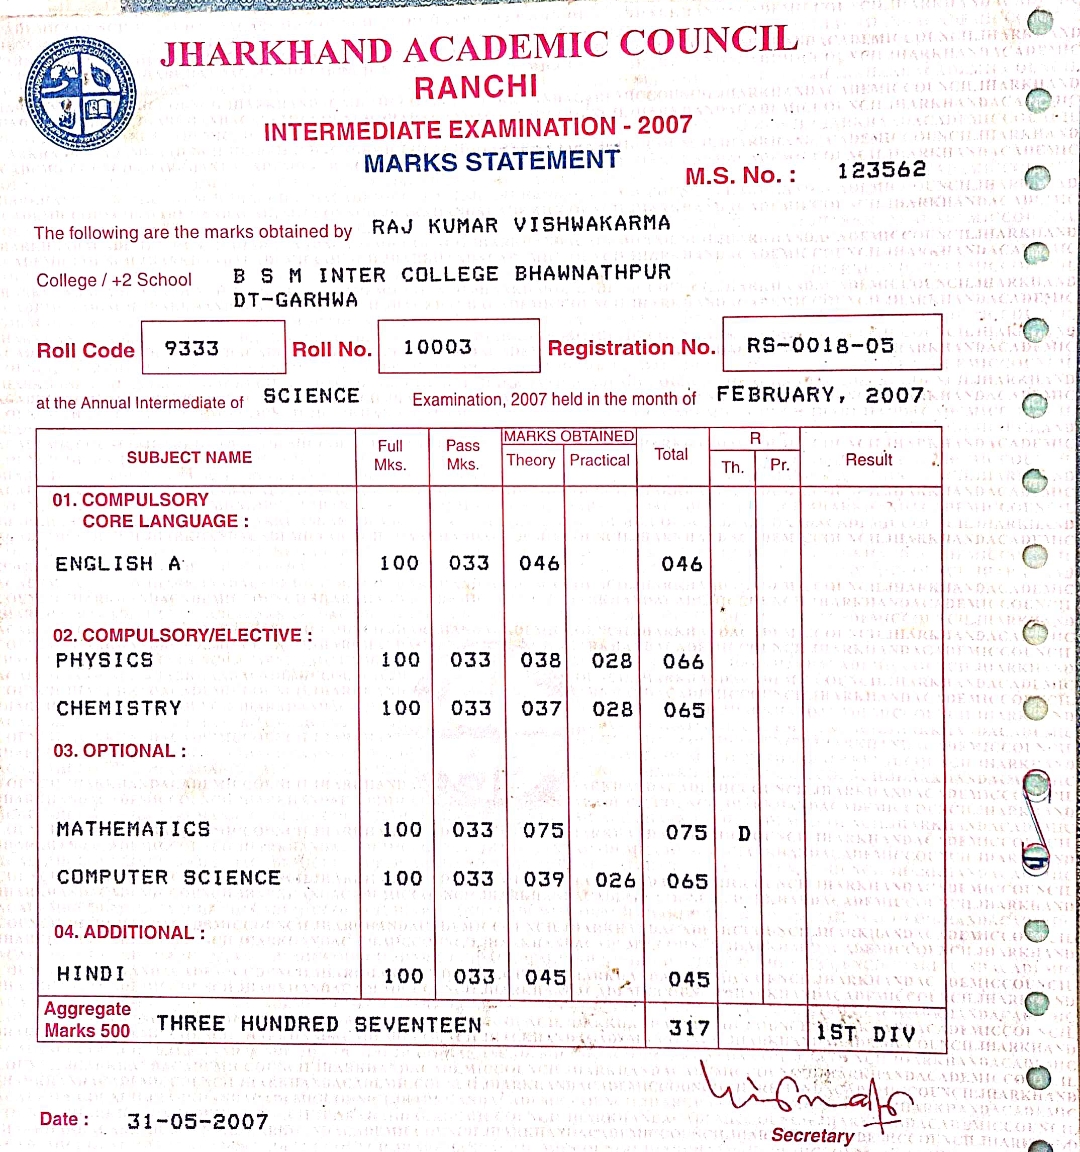 JHARKHAND ACADEMIC COUNCIL
RANCHI
INTERMEDIATE EXAMINATION - 2007
MARKS STATEMENT
M.S. No. : 123562
The following are the marks obtained by RAJ KUMAR VISHWAKARMA
College / +2 School B S M INTER COLLEGE BHAWNATHPUR
DT-GARHWA
Roll Code 9333 Roll No. 10003 Registration No. RS-0018-05
at the Annual Intermediate of SCIENCE Examination, 2007 held in the month of FEBRUARY, 2007
SUBJECT NAME Full Mks. Pass Mks. MARKS OBTAINED Theory Practical Total R Th. Pr. Result
01. COMPULSORY
CORE LANGUAGE :
ENGLISH A 100 033 046 046
02. COMPULSORY/ELECTIVE :
PHYSICS 100 033 038 028 066
CHEMISTRY 100 033 037 028 065
03. OPTIONAL :
MATHEMATICS 100 033 075 075 D
COMPUTER SCIENCE 100 033 039 026 065
04. ADDITIONAL :
HINDI 100 033 045 045
Aggregate
Marks 500 THREE HUNDRED SEVENTEEN 317 1ST DIV
Date : 31-05-2007
Secretary